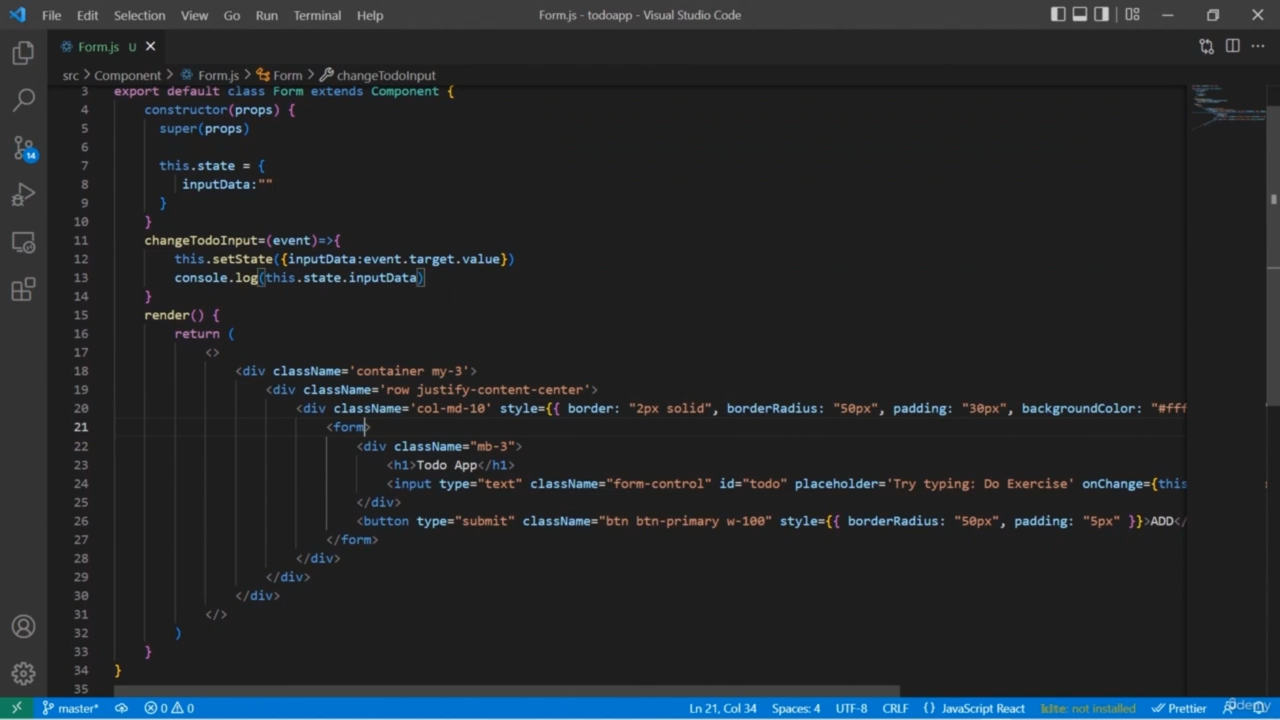 File Edit Selection View Go Run Terminal Help Form.js - todoapp - Visual Studio Code
Form.js U
src > Component > Form.js > Form > changeTodoInput
3 export default class Form extends Component {
4 constructor(props) {
5 super(props)
6
7 this.state = {
8 inputData:""
9 }
10 }
11 changeTodoInput=(event)=>{
12 this.setState({inputData:event.target.value})
13 console.log(this.state.inputData)
14 }
15 render() {
16 return (
17 <>
18 <div className='container my-3'>
19 <div className='row justify-content-center'>
20 <div className='col-md-10' style={{ border: "2px solid", borderRadius: "50px", padding: "30px", backgroundColor: "#fff
21 <form>
22 <div className="mb-3">
23 <h1>Todo App</h1>
24 <input type="text" className="form-control" id="todo" placeholder='Try typing: Do Exercise' onChange={this
25 </div>
26 <button type="submit" className="btn btn-primary w-100" style={{ borderRadius: "50px", padding: "5px" }}>ADD</
27 </form>
28 </div>
29 </div>
30 </div>
31 </>
32 )
33 }
34 }
35
14
master* 0 0 Ln 21, Col 34 Spaces: 4 UTF-8 CRLF {} JavaScript React kite: not installed Prettier
Udemy